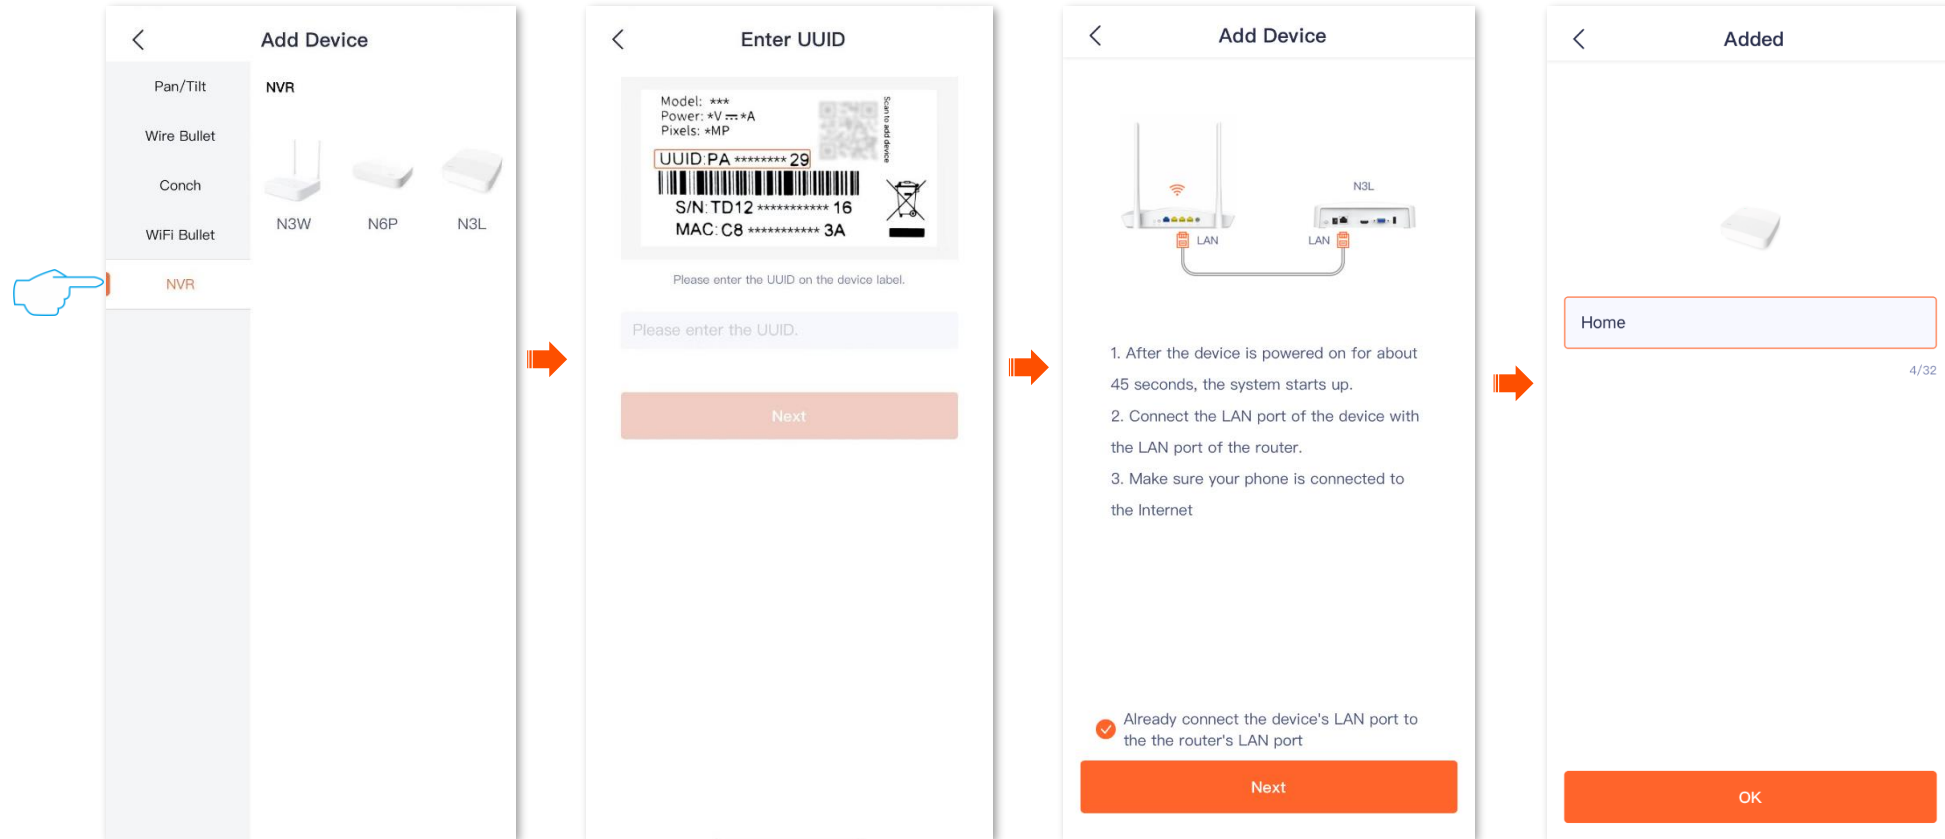 Add Device
Pan/Tilt
Wire Bullet
Conch
WiFi Bullet
NVR
NVR
N3W
N6P
N3L
Enter UUID
Model: ***
Power: *V⎓*A
Pixels: *MP
Scan to add device
UUID:PA ******** 29
S/N: TD12 *********** 16
MAC: C8 *********** 3A
Please enter the UUID on the device label.
Please enter the UUID.
Next
Add Device
N3L
LAN
LAN
1. After the device is powered on for about
45 seconds, the system starts up.
2. Connect the LAN port of the device with
the LAN port of the router.
3. Make sure your phone is connected to
the Internet
Already connect the device's LAN port to
the the router's LAN port
Next
Added
Home
4/32
OK